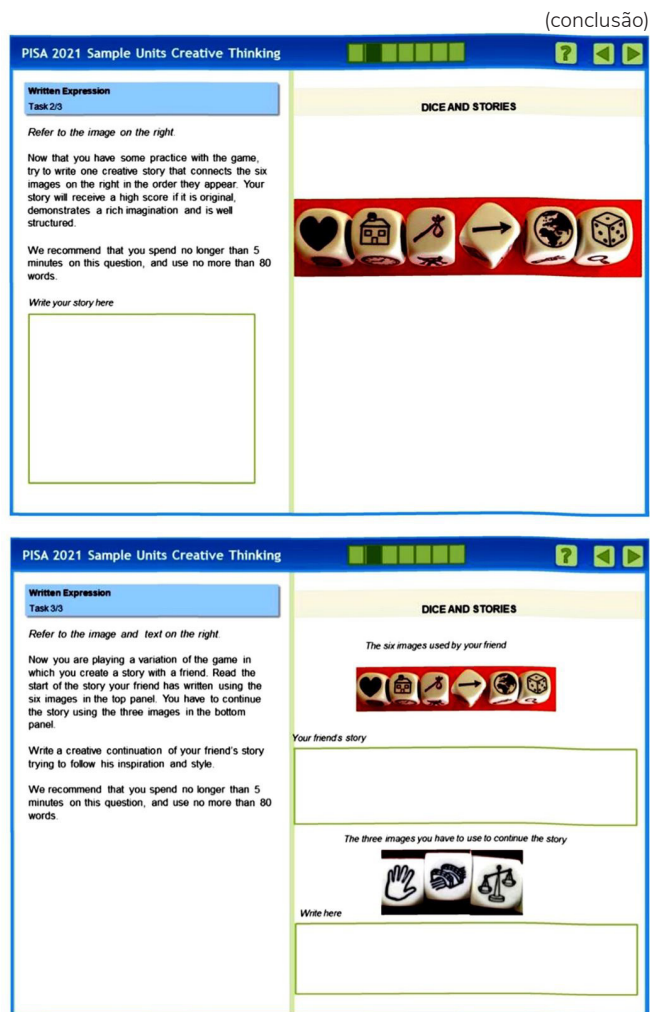 (conclusão)
PISA 2021 Sample Units Creative Thinking
?
Written Expression
Task 2/3
Refer to the image on the right.
Now that you have some practice with the game,
try to write one creative story that connects the six
images on the right in the order they appear. Your
story will receive a high score if it is original,
demonstrates a rich imagination and is well
structured.
We recommend that you spend no longer than 5
minutes on this question, and use no more than 80
words.
Write your story here
DICE AND STORIES
PISA 2021 Sample Units Creative Thinking
?
Written Expression
Task 3/3
Refer to the image and text on the right.
Now you are playing a variation of the game in
which you create a story with a friend. Read the
start of the story your friend has written using the
six images in the top panel. You have to continue
the story using the three images in the bottom
panel.
Write a creative continuation of your friend's story
trying to follow his inspiration and style.
We recommend that you spend no longer than 5
minutes on this question, and use no more than 80
words.
DICE AND STORIES
The six images used by your friend
Your friend's story
The three images you have to use to continue the story
Write here